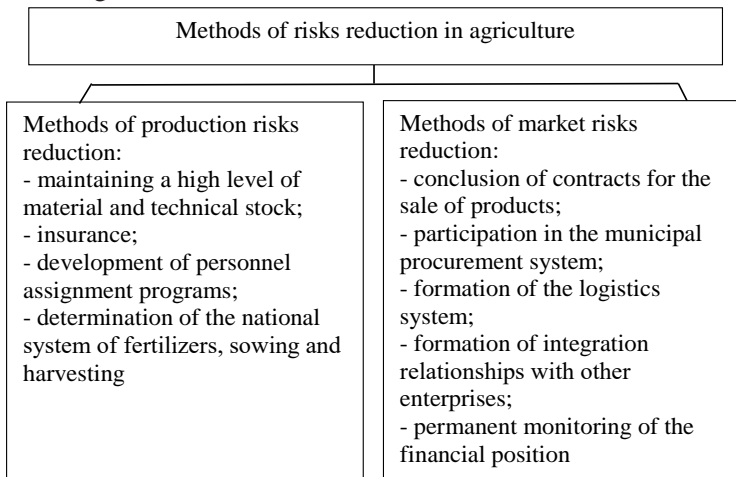 Methods of risks reduction in agriculture
Methods of production risks
reduction:
- maintaining a high level of
material and technical stock;
- insurance;
- development of personnel
assignment programs;
- determination of the national
system of fertilizers, sowing and
harvesting
Methods of market risks
reduction:
- conclusion of contracts for the
sale of products;
- participation in the municipal
procurement system;
- formation of the logistics
system;
- formation of integration
relationships with other
enterprises;
- permanent monitoring of the
financial position